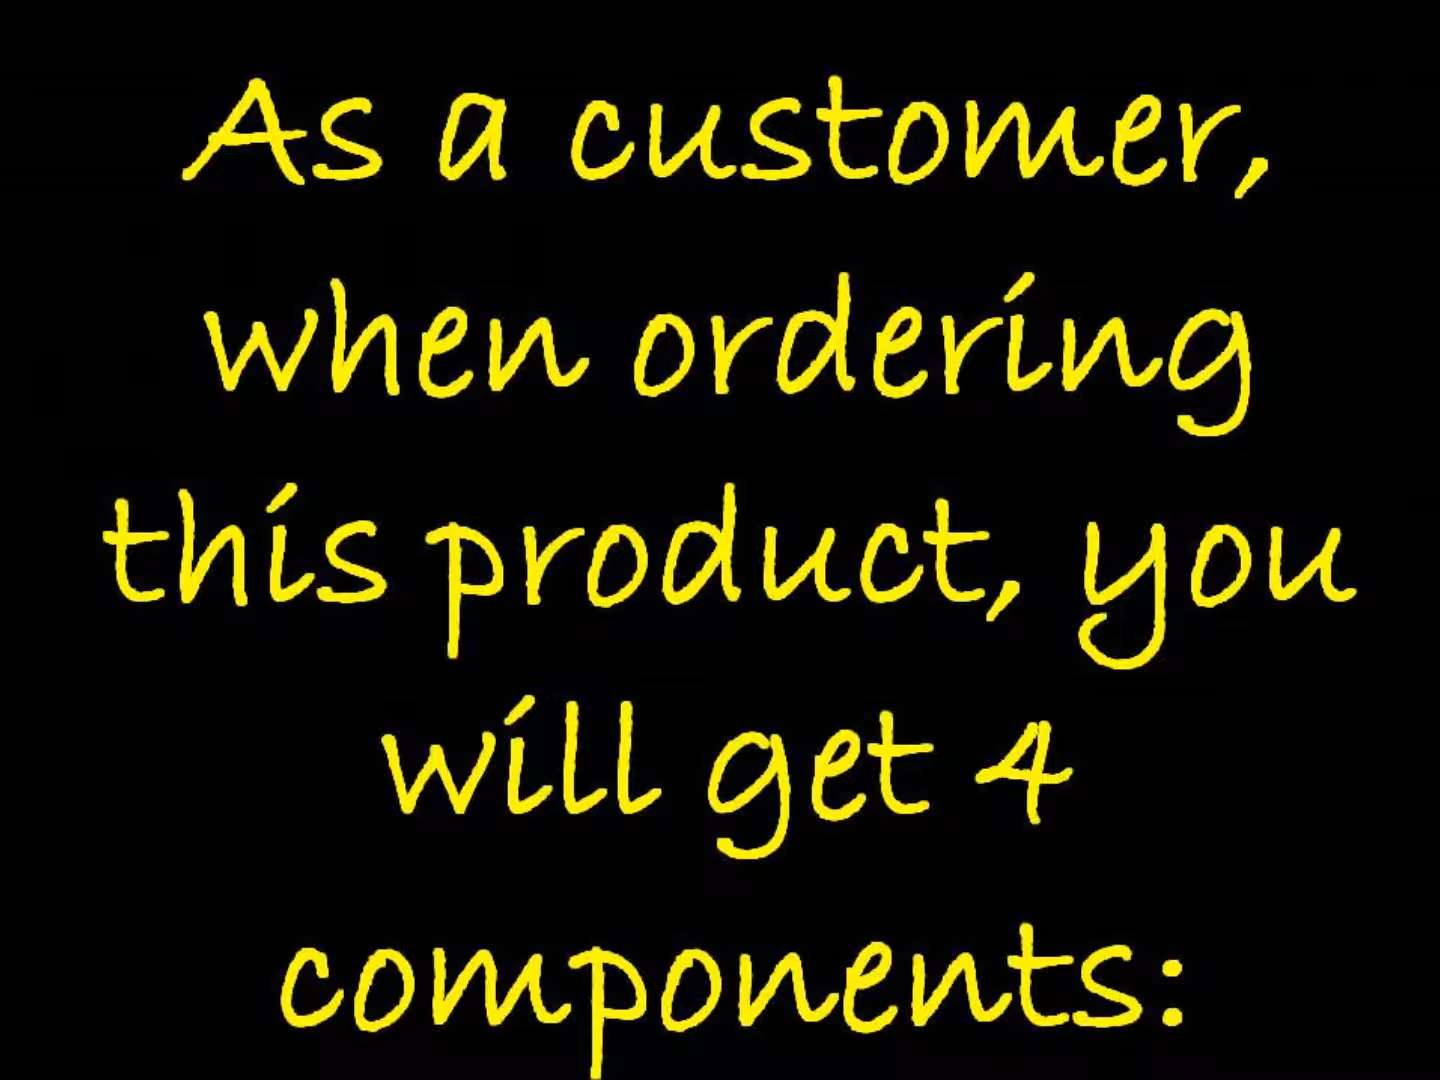 As a customer,
when ordering
this product, you
will get 4
components: